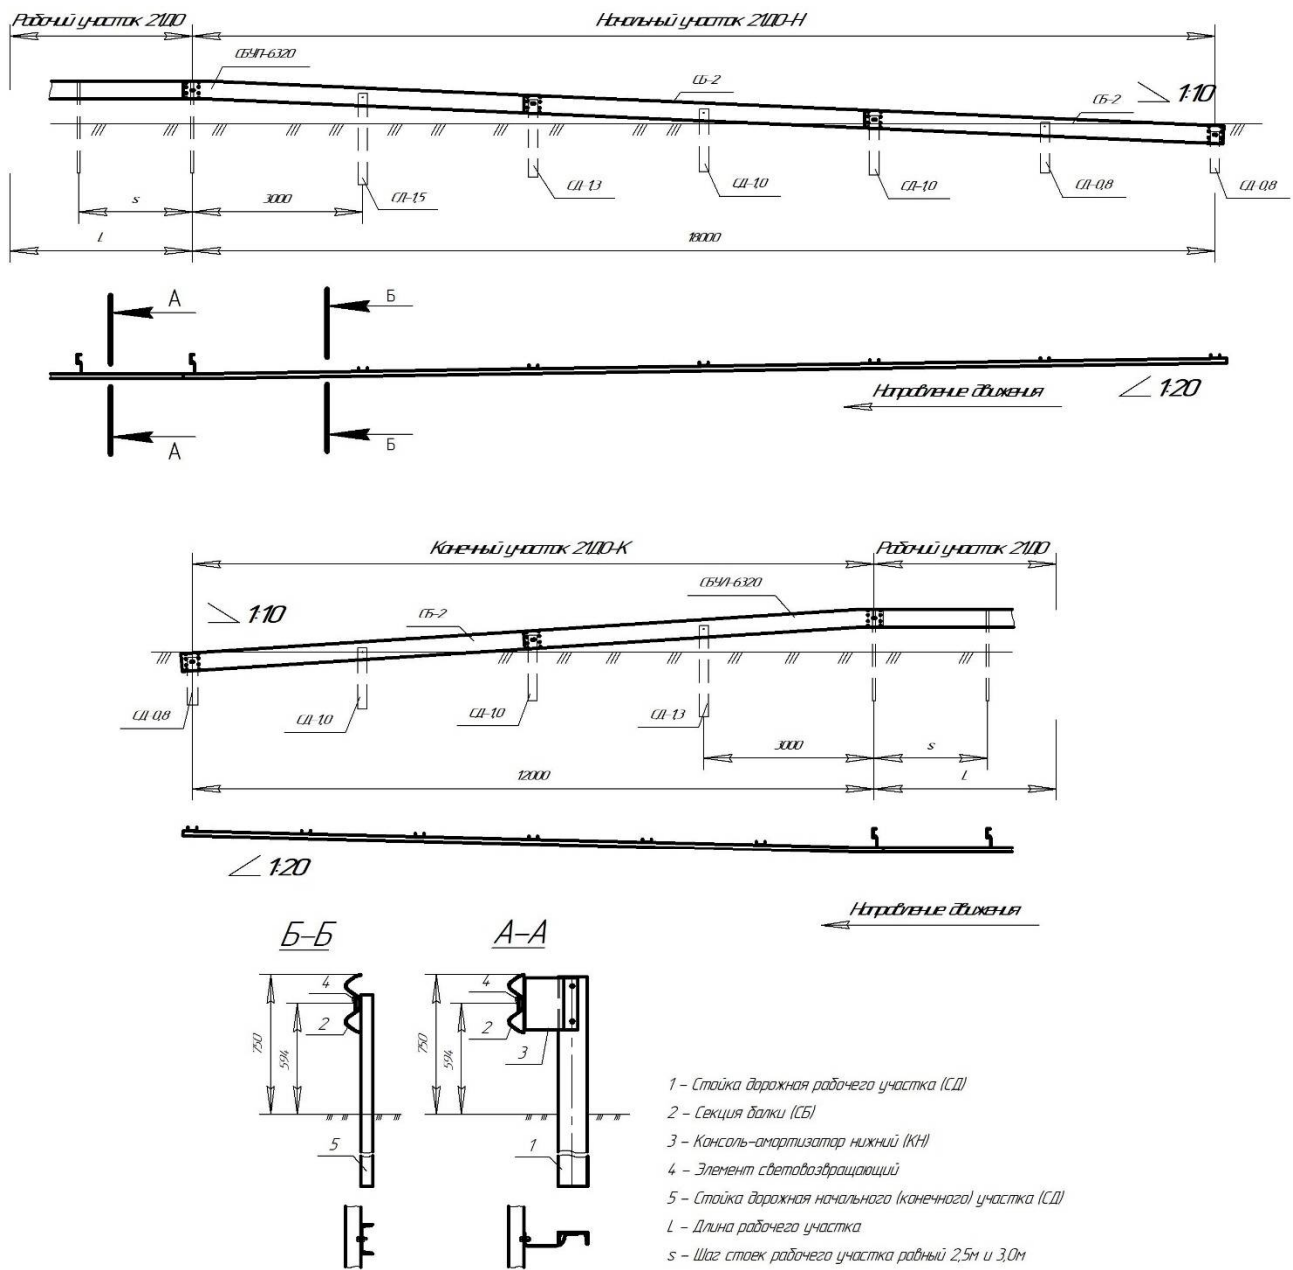 Рабочий участок 21ДО
Начальный участок 21ДО-Н
СБУП-6320
СБ-2
СБ-2
1:10
СД-1,5
СД-1,3
СД-1,0
СД-1,0
СД-0,8
СД-0,8
s
3000
L
18000
А
Б
Направление движения
1:20
А
Б
Конечный участок 21ДО-К
Рабочий участок 21ДО
1:10
СБ-2
СБУЛ-6320
СД-0,8
СД-1,0
СД-1,0
СД-1,3
3000
s
12000
L
1:20
Направление движения
Б-Б
А-А
4
2
750
594
5
4
2
3
750
594
1
1 - Стойка дорожная рабочего участка (СД)
2 - Секция балки (СБ)
3 - Консоль-амортизатор нижний (КН)
4 - Элемент световозвращающий
5 - Стойка дорожная начального (конечного) участка (СД)
L - Длина рабочего участка
s - Шаг стоек рабочего участка равный 2,5м и 3,0м